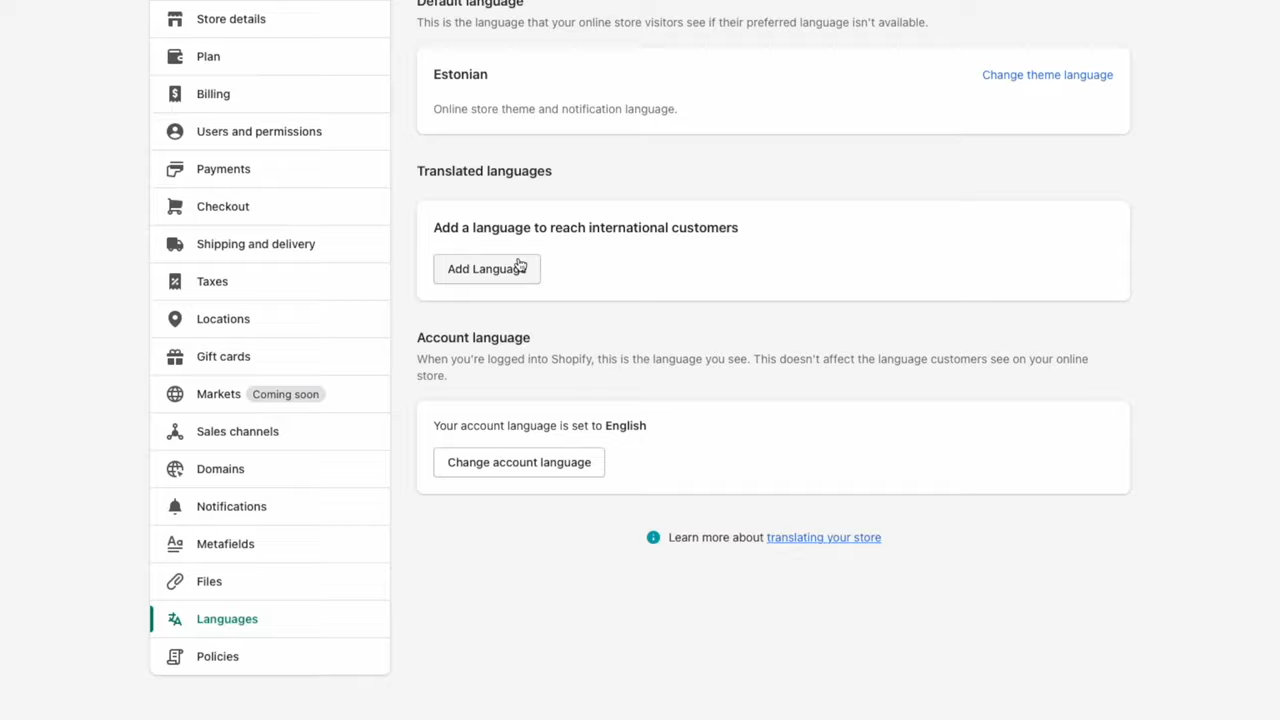 Store details
Plan
Billing
Users and permissions
Payments
Checkout
Shipping and delivery
Taxes
Locations
Gift cards
Markets Coming soon
Sales channels
Domains
Notifications
Metafields
Files
Languages
Policies
Default language
This is the language that your online store visitors see if their preferred language isn't available.
Estonian
Change theme language
Online store theme and notification language.
Translated languages
Add a language to reach international customers
Add Language
Account language
When you're logged into Shopify, this is the language you see. This doesn't affect the language customers see on your online
store.
Your account language is set to English
Change account language
Learn more about translating your store